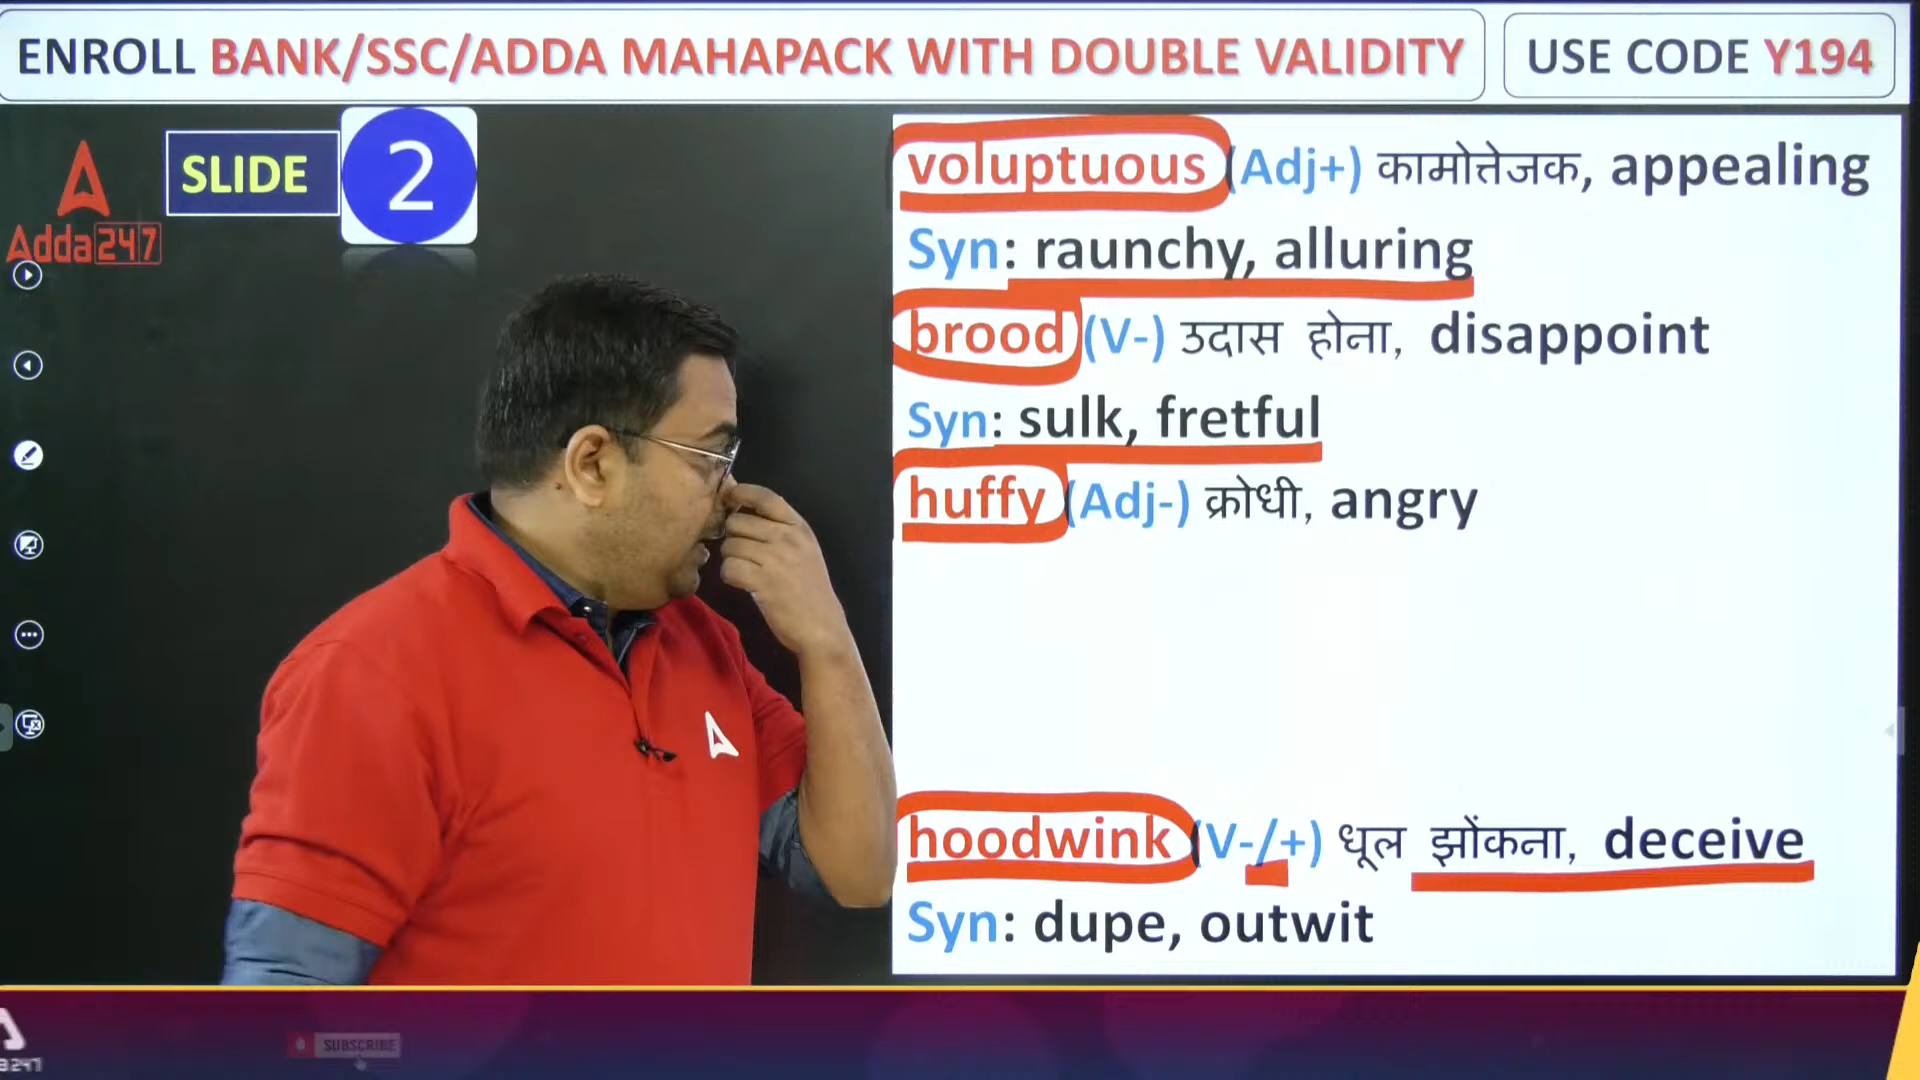 ENROLL BANK/SSC/ADDA MAHAPACK WITH DOUBLE VALIDITY
USE CODE Y194
SLIDE 2
Adda247
voluptuous (Adj+) कामोत्तेजक, appealing
Syn: raunchy, alluring
brood (V-) उदास होना, disappoint
Syn: sulk, fretful
huffy (Adj-) क्रोधी, angry
hoodwink (V-/+) धूल झोंकना, deceive
Syn: dupe, outwit
SUBSCRIBE